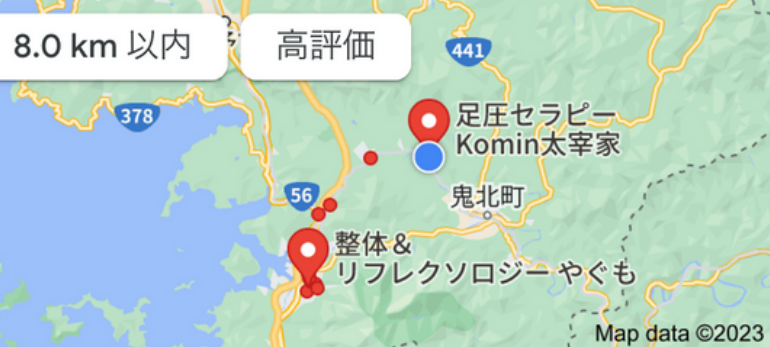 8.0 km 以内
高評価
441
378
足圧セラピー
Komin太宰家
56
鬼北町
整体&
リフレクソロジー やぐも
Map data ©2023